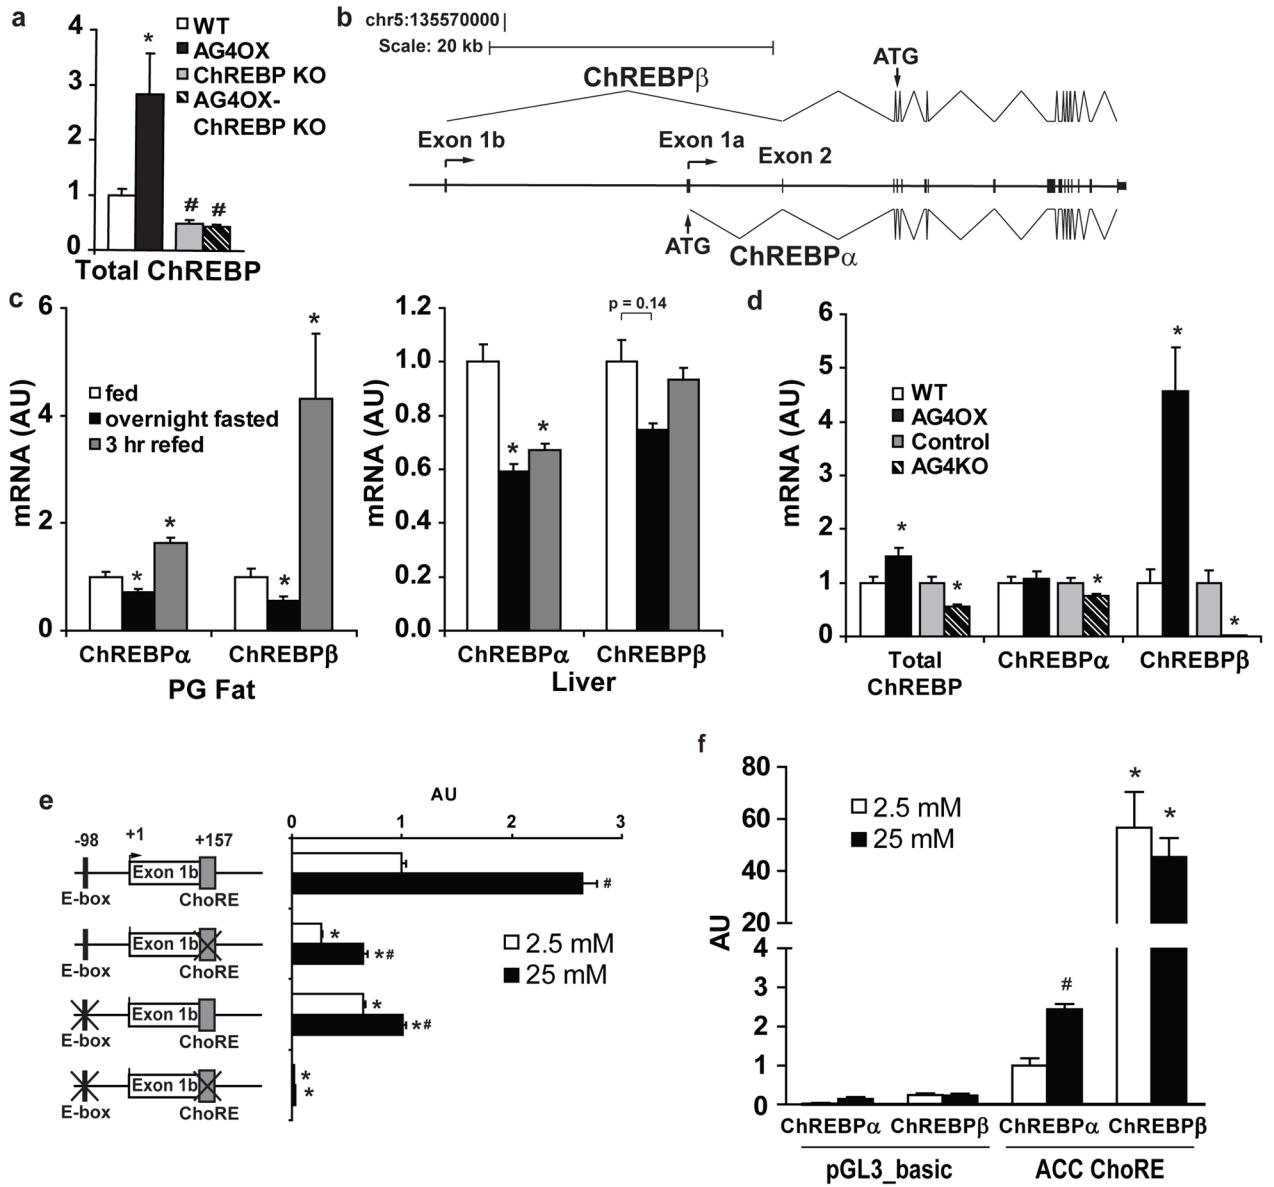 a
4
3
2
1
0
*
# #
WT
AG4OX
ChREBP KO
AG4OX-
ChREBP KO
Total ChREBP
b
chr5:135570000
Scale: 20 kb
ChREBPβ
ATG
Exon 1b
Exon 1a
Exon 2
ATG
ChREBPα
c
mRNA (AU)
6
4
2
0
fed
overnight fasted
3 hr refed
* *
* *
ChREBPα ChREBPβ
PG Fat
mRNA (AU)
1.2
1.0
0.8
0.6
0.4
0.2
0.0
p = 0.14
* *
ChREBPα ChREBPβ
Liver
d
mRNA (AU)
6
5
4
3
2
1
0
WT
AG4OX
Control
AG4KO
* * * * *
Total
ChREBP
ChREBPα
ChREBPβ
e
AU
0 1 2 3
-98 +1 +157
Exon 1b
E-box ChoRE
#
Exon 1b
E-box ChoRE
*
*#
Exon 1b
E-box ChoRE
*
*#
Exon 1b
E-box ChoRE
*
*
2.5 mM
25 mM
f
AU
80
60
40
20
4
3
2
1
0
2.5 mM
25 mM
# * *
ChREBPα ChREBPβ ChREBPα ChREBPβ
pGL3_basic ACC ChoRE